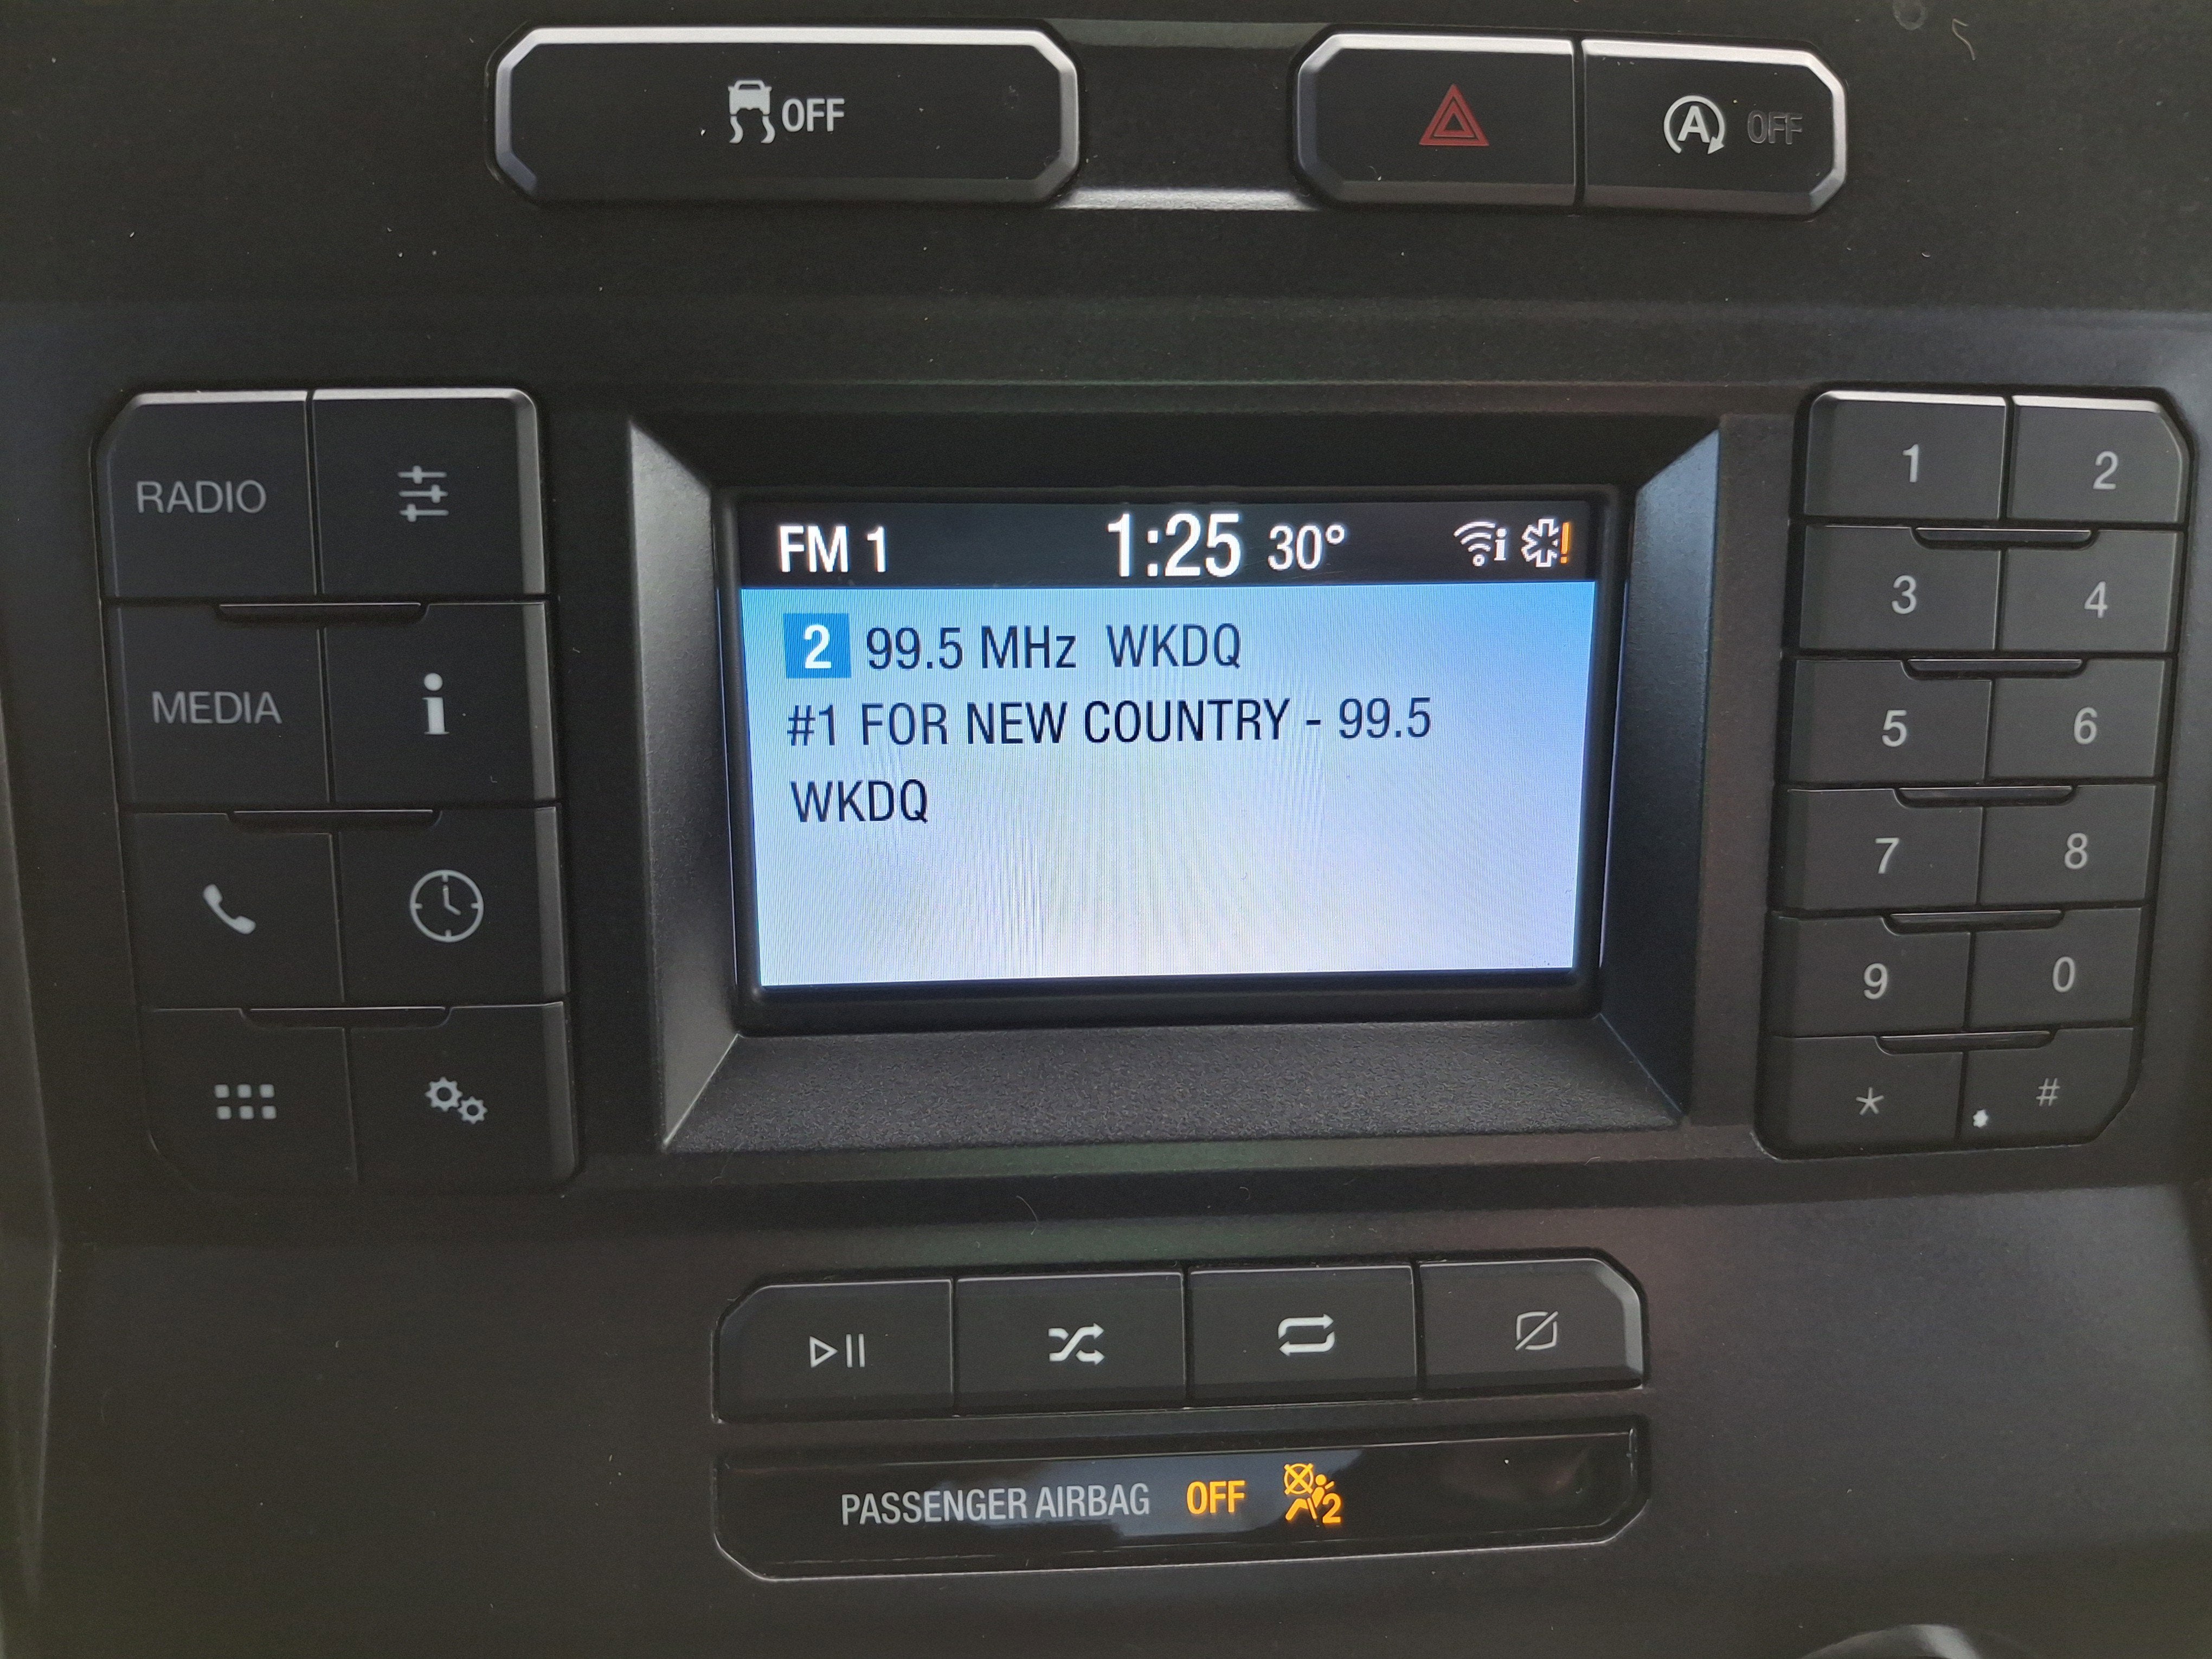 OFF
A OFF
RADIO
MEDIA
i
FM 1 1:25 30° i !
2 99.5 MHz WKDQ
#1 FOR NEW COUNTRY - 99.5
WKDQ
1 2
3 4
5 6
7 8
9 0
* #
PASSENGER AIRBAG OFF 2